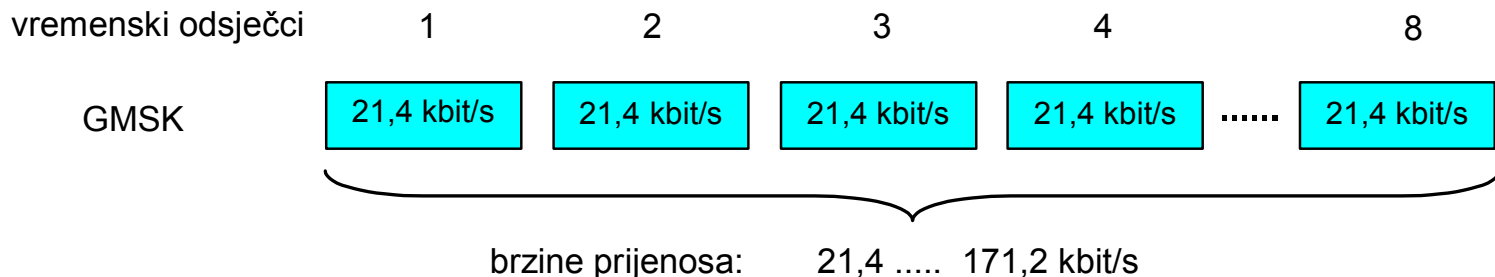 vremenski odsječci 1 2 3 4 8
GMSK 21,4 kbit/s 21,4 kbit/s 21,4 kbit/s 21,4 kbit/s ...... 21,4 kbit/s
brzine prijenosa: 21,4 ..... 171,2 kbit/s